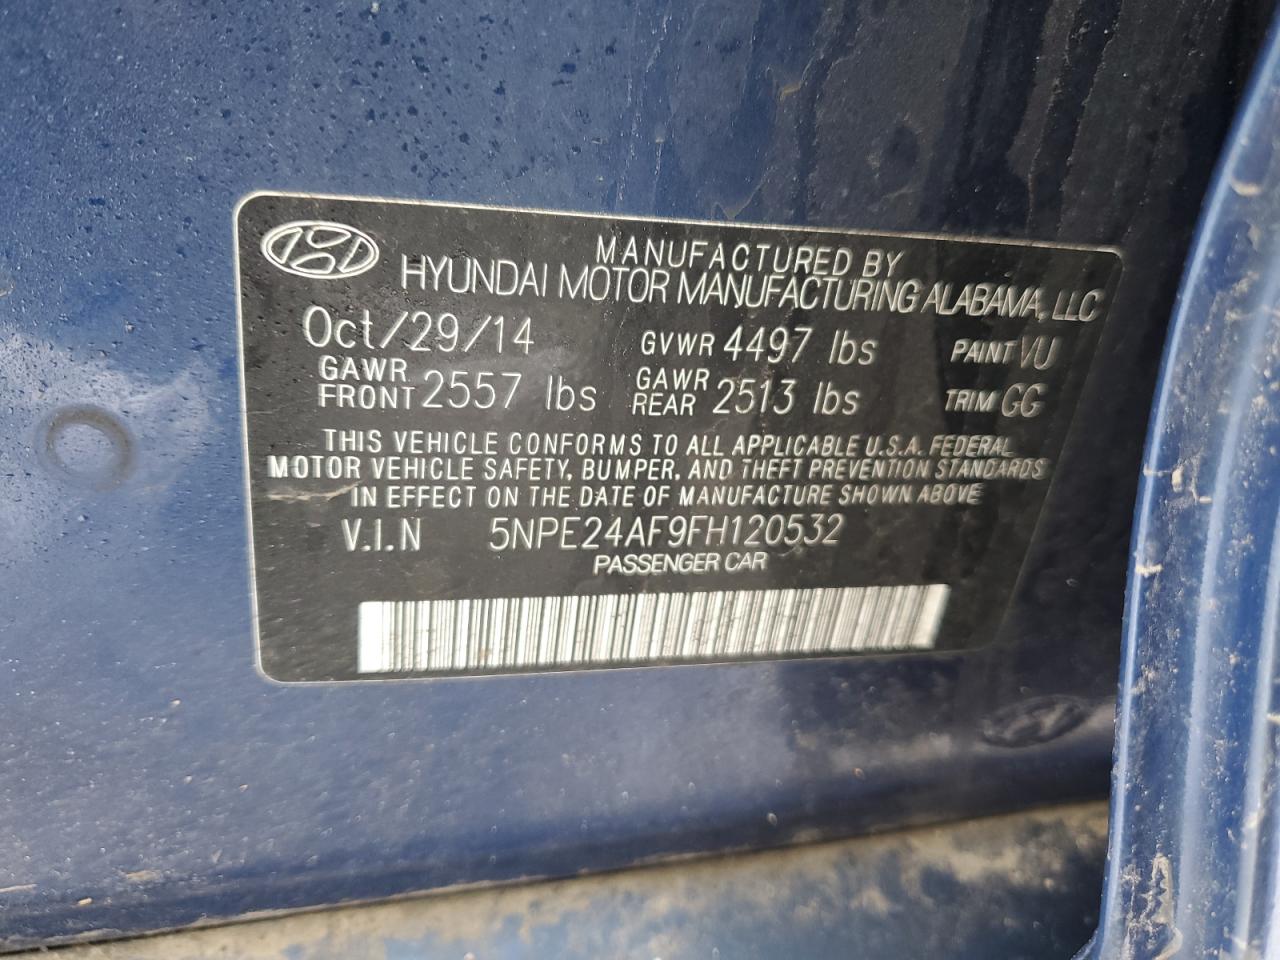 MANUFACTURED BY
HYUNDAI MOTOR MANUFACTURING ALABAMA, LLC
Oct/29/14 GVWR 4497 lbs PAINT VU
GAWR FRONT 2557 lbs GAWR REAR 2513 lbs TRIM GG
THIS VEHICLE CONFORMS TO ALL APPLICABLE U.S.A. FEDERAL
MOTOR VEHICLE SAFETY, BUMPER, AND THEFT PREVENTION STANDARDS
IN EFFECT ON THE DATE OF MANUFACTURE SHOWN ABOVE
V.I.N 5NPE24AF9FH120532
PASSENGER CAR